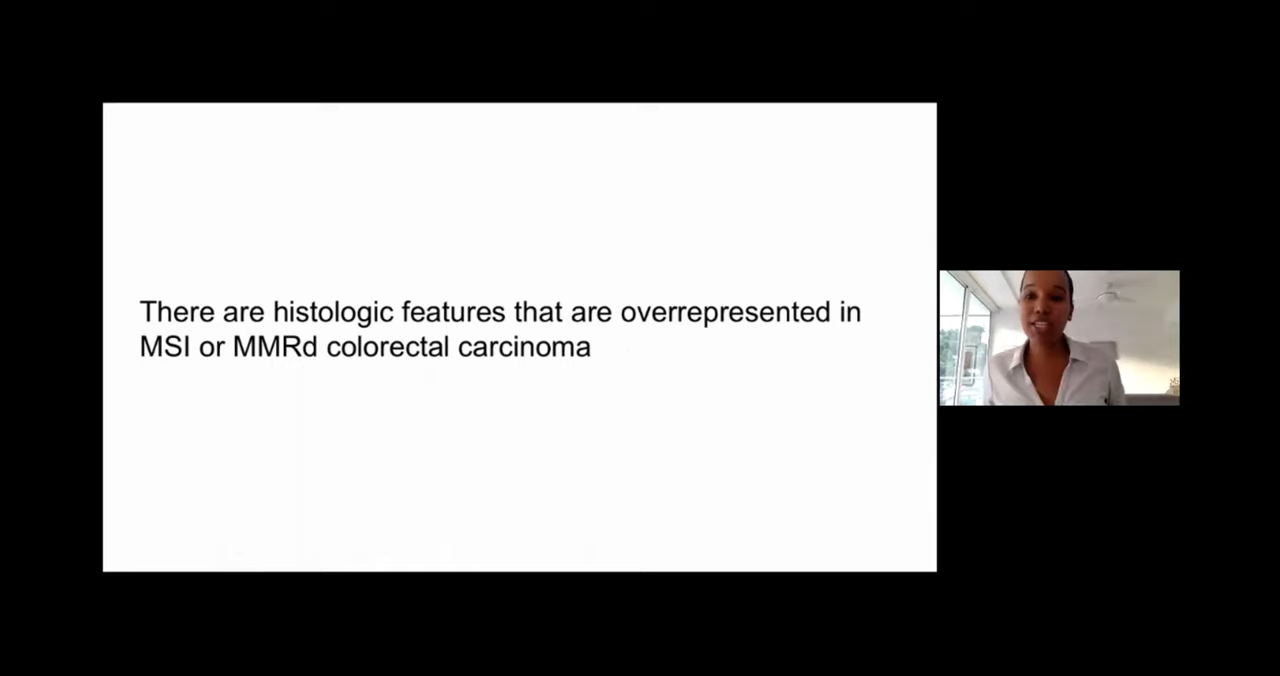 There are histologic features that are overrepresented in
MSI or MMRd colorectal carcinoma